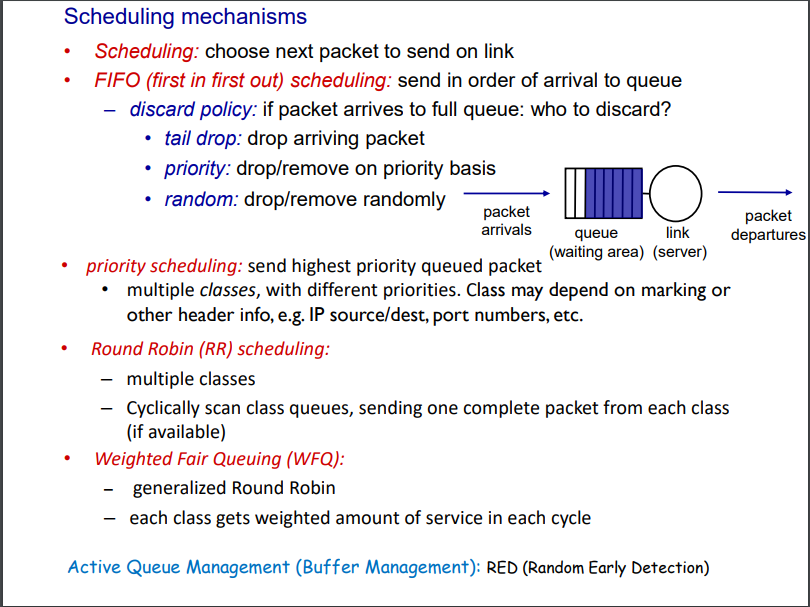 Scheduling mechanisms
• Scheduling: choose next packet to send on link
• FIFO (first in first out) scheduling: send in order of arrival to queue
– discard policy: if packet arrives to full queue: who to discard?
• tail drop: drop arriving packet
• priority: drop/remove on priority basis
• random: drop/remove randomly
packet
arrivals
queue
(waiting area)
link
(server)
packet
departures
• priority scheduling: send highest priority queued packet
• multiple classes, with different priorities. Class may depend on marking or
other header info, e.g. IP source/dest, port numbers, etc.
• Round Robin (RR) scheduling:
– multiple classes
– Cyclically scan class queues, sending one complete packet from each class
(if available)
• Weighted Fair Queuing (WFQ):
– generalized Round Robin
– each class gets weighted amount of service in each cycle
Active Queue Management (Buffer Management): RED (Random Early Detection)